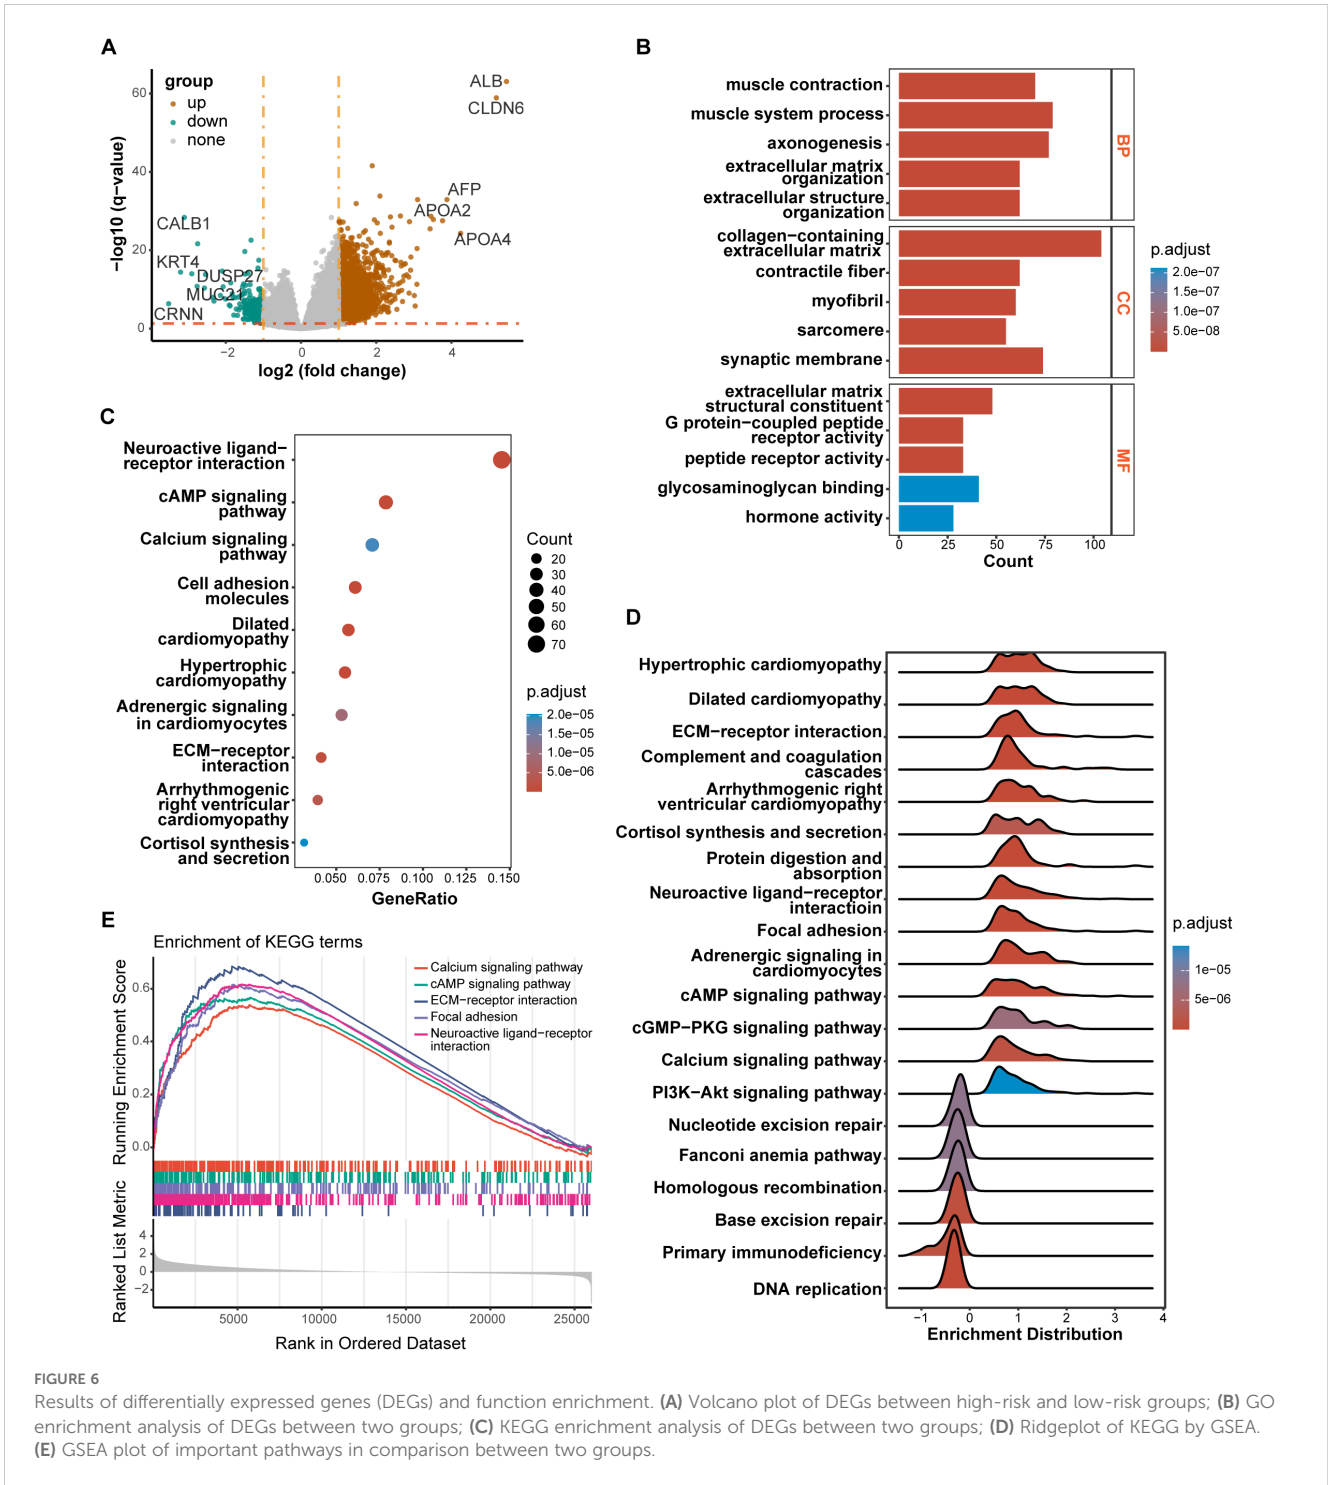 A
group
up
down
none
ALB
CLDN6
AFP
APOA2
APOA4
CALB1
KRT4
DUSP27
MUC21
CRNN
60
40
20
0
−2
0
2
4
−log10 (q−value)
log2 (fold change)
B
muscle contraction
muscle system process
axonogenesis
extracellular matrix
organization
extracellular structure
organization
collagen−containing
extracellular matrix
contractile fiber
myofibril
sarcomere
synaptic membrane
extracellular matrix
structural constituent
G protein−coupled peptide
receptor activity
peptide receptor activity
glycosaminoglycan binding
hormone activity
BP
CC
MF
0
25
50
75
100
Count
p.adjust
2.0e−07
1.5e−07
1.0e−07
5.0e−08
C
Neuroactive ligand−
receptor interaction
cAMP signaling
pathway
Calcium signaling
pathway
Cell adhesion
molecules
Dilated
cardiomyopathy
Hypertrophic
cardiomyopathy
Adrenergic signaling
in cardiomyocytes
ECM−receptor
interaction
Arrhythmogenic
right ventricular
cardiomyopathy
Cortisol synthesis
and secretion
0.050
0.075
0.100
0.125
0.150
GeneRatio
Count
20
30
40
50
60
70
p.adjust
2.0e−05
1.5e−05
1.0e−05
5.0e−06
D
Hypertrophic cardiomyopathy
Dilated cardiomyopathy
ECM−receptor interaction
Complement and coagulation
cascades
Arrhythmogenic right
ventricular cardiomyopathy
Cortisol synthesis and secretion
Protein digestion and
absorption
Neuroactive ligand−receptor
interactioin
Focal adhesion
Adrenergic signaling in
cardiomyocytes
cAMP signaling pathway
cGMP−PKG signaling pathway
Calcium signaling pathway
PI3K−Akt signaling pathway
Nucleotide excision repair
Fanconi anemia pathway
Homologous recombination
Base excision repair
Primary immunodeficiency
DNA replication
−1
0
1
2
3
4
Enrichment Distribution
p.adjust
1e−05
5e−06
E
Enrichment of KEGG terms
Calcium signaling pathway
cAMP signaling pathway
ECM−receptor interaction
Focal adhesion
Neuroactive ligand−receptor
interaction
0.6
0.4
0.2
0.0
Running Enrichment Score
4
2
0
−2
Ranked List Metric
5000
10000
15000
20000
25000
Rank in Ordered Dataset
FIGURE 6
Results of differentially expressed genes (DEGs) and function enrichment. (A) Volcano plot of DEGs between high-risk and low-risk groups; (B) GO
enrichment analysis of DEGs between two groups; (C) KEGG enrichment analysis of DEGs between two groups; (D) Ridgeplot of KEGG by GSEA.
(E) GSEA plot of important pathways in comparison between two groups.